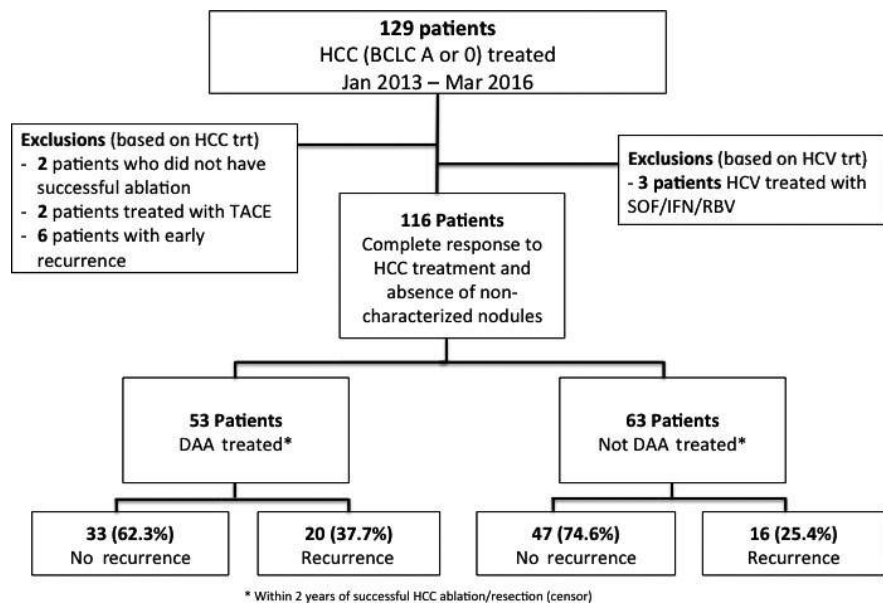 129 patients
HCC (BCLC A or 0) treated
Jan 2013 – Mar 2016
Exclusions (based on HCC trt)
- 2 patients who did not have
successful ablation
- 2 patients treated with TACE
- 6 patients with early
recurrence
Exclusions (based on HCV trt)
- 3 patients HCV treated with
SOF/IFN/RBV
116 Patients
Complete response to
HCC treatment and
absence of non-
characterized nodules
53 Patients
DAA treated*
63 Patients
Not DAA treated*
33 (62.3%)
No recurrence
20 (37.7%)
Recurrence
47 (74.6%)
No recurrence
16 (25.4%)
Recurrence
* Within 2 years of successful HCC ablation/resection (censor)